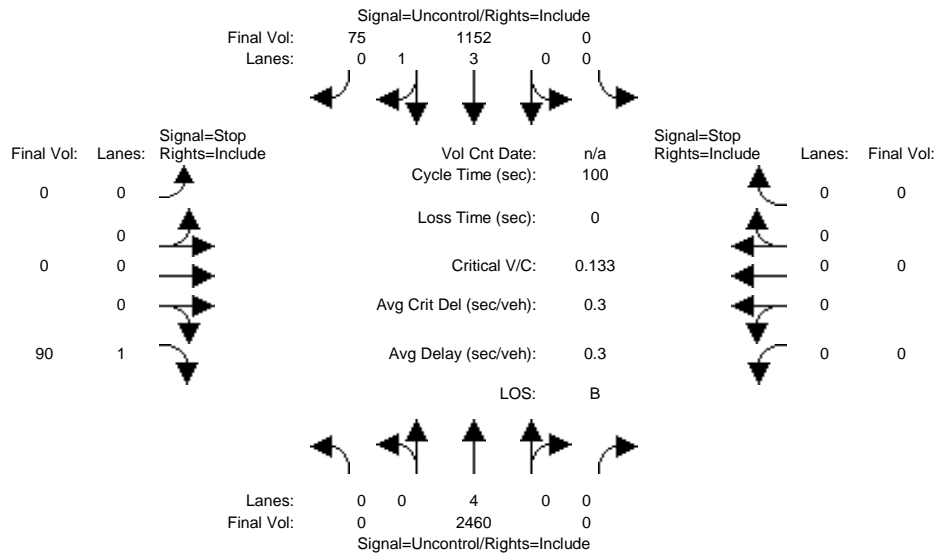 Signal=Uncontrol/Rights=Include
Final Vol: 75 1152 0
Lanes: 0 1 3 0 0
Signal=Stop
Final Vol: Lanes: Rights=Include
Vol Cnt Date: n/a
Signal=Stop
Rights=Include Lanes: Final Vol:
Cycle Time (sec): 100
0 0
0 0
Loss Time (sec): 0
0
0
0 0
Critical V/C: 0.133
0 0
0
Avg Crit Del (sec/veh): 0.3
0
90 1
Avg Delay (sec/veh): 0.3
0 0
LOS: B
Lanes: 0 0 4 0 0
Final Vol: 0 2460 0
Signal=Uncontrol/Rights=Include